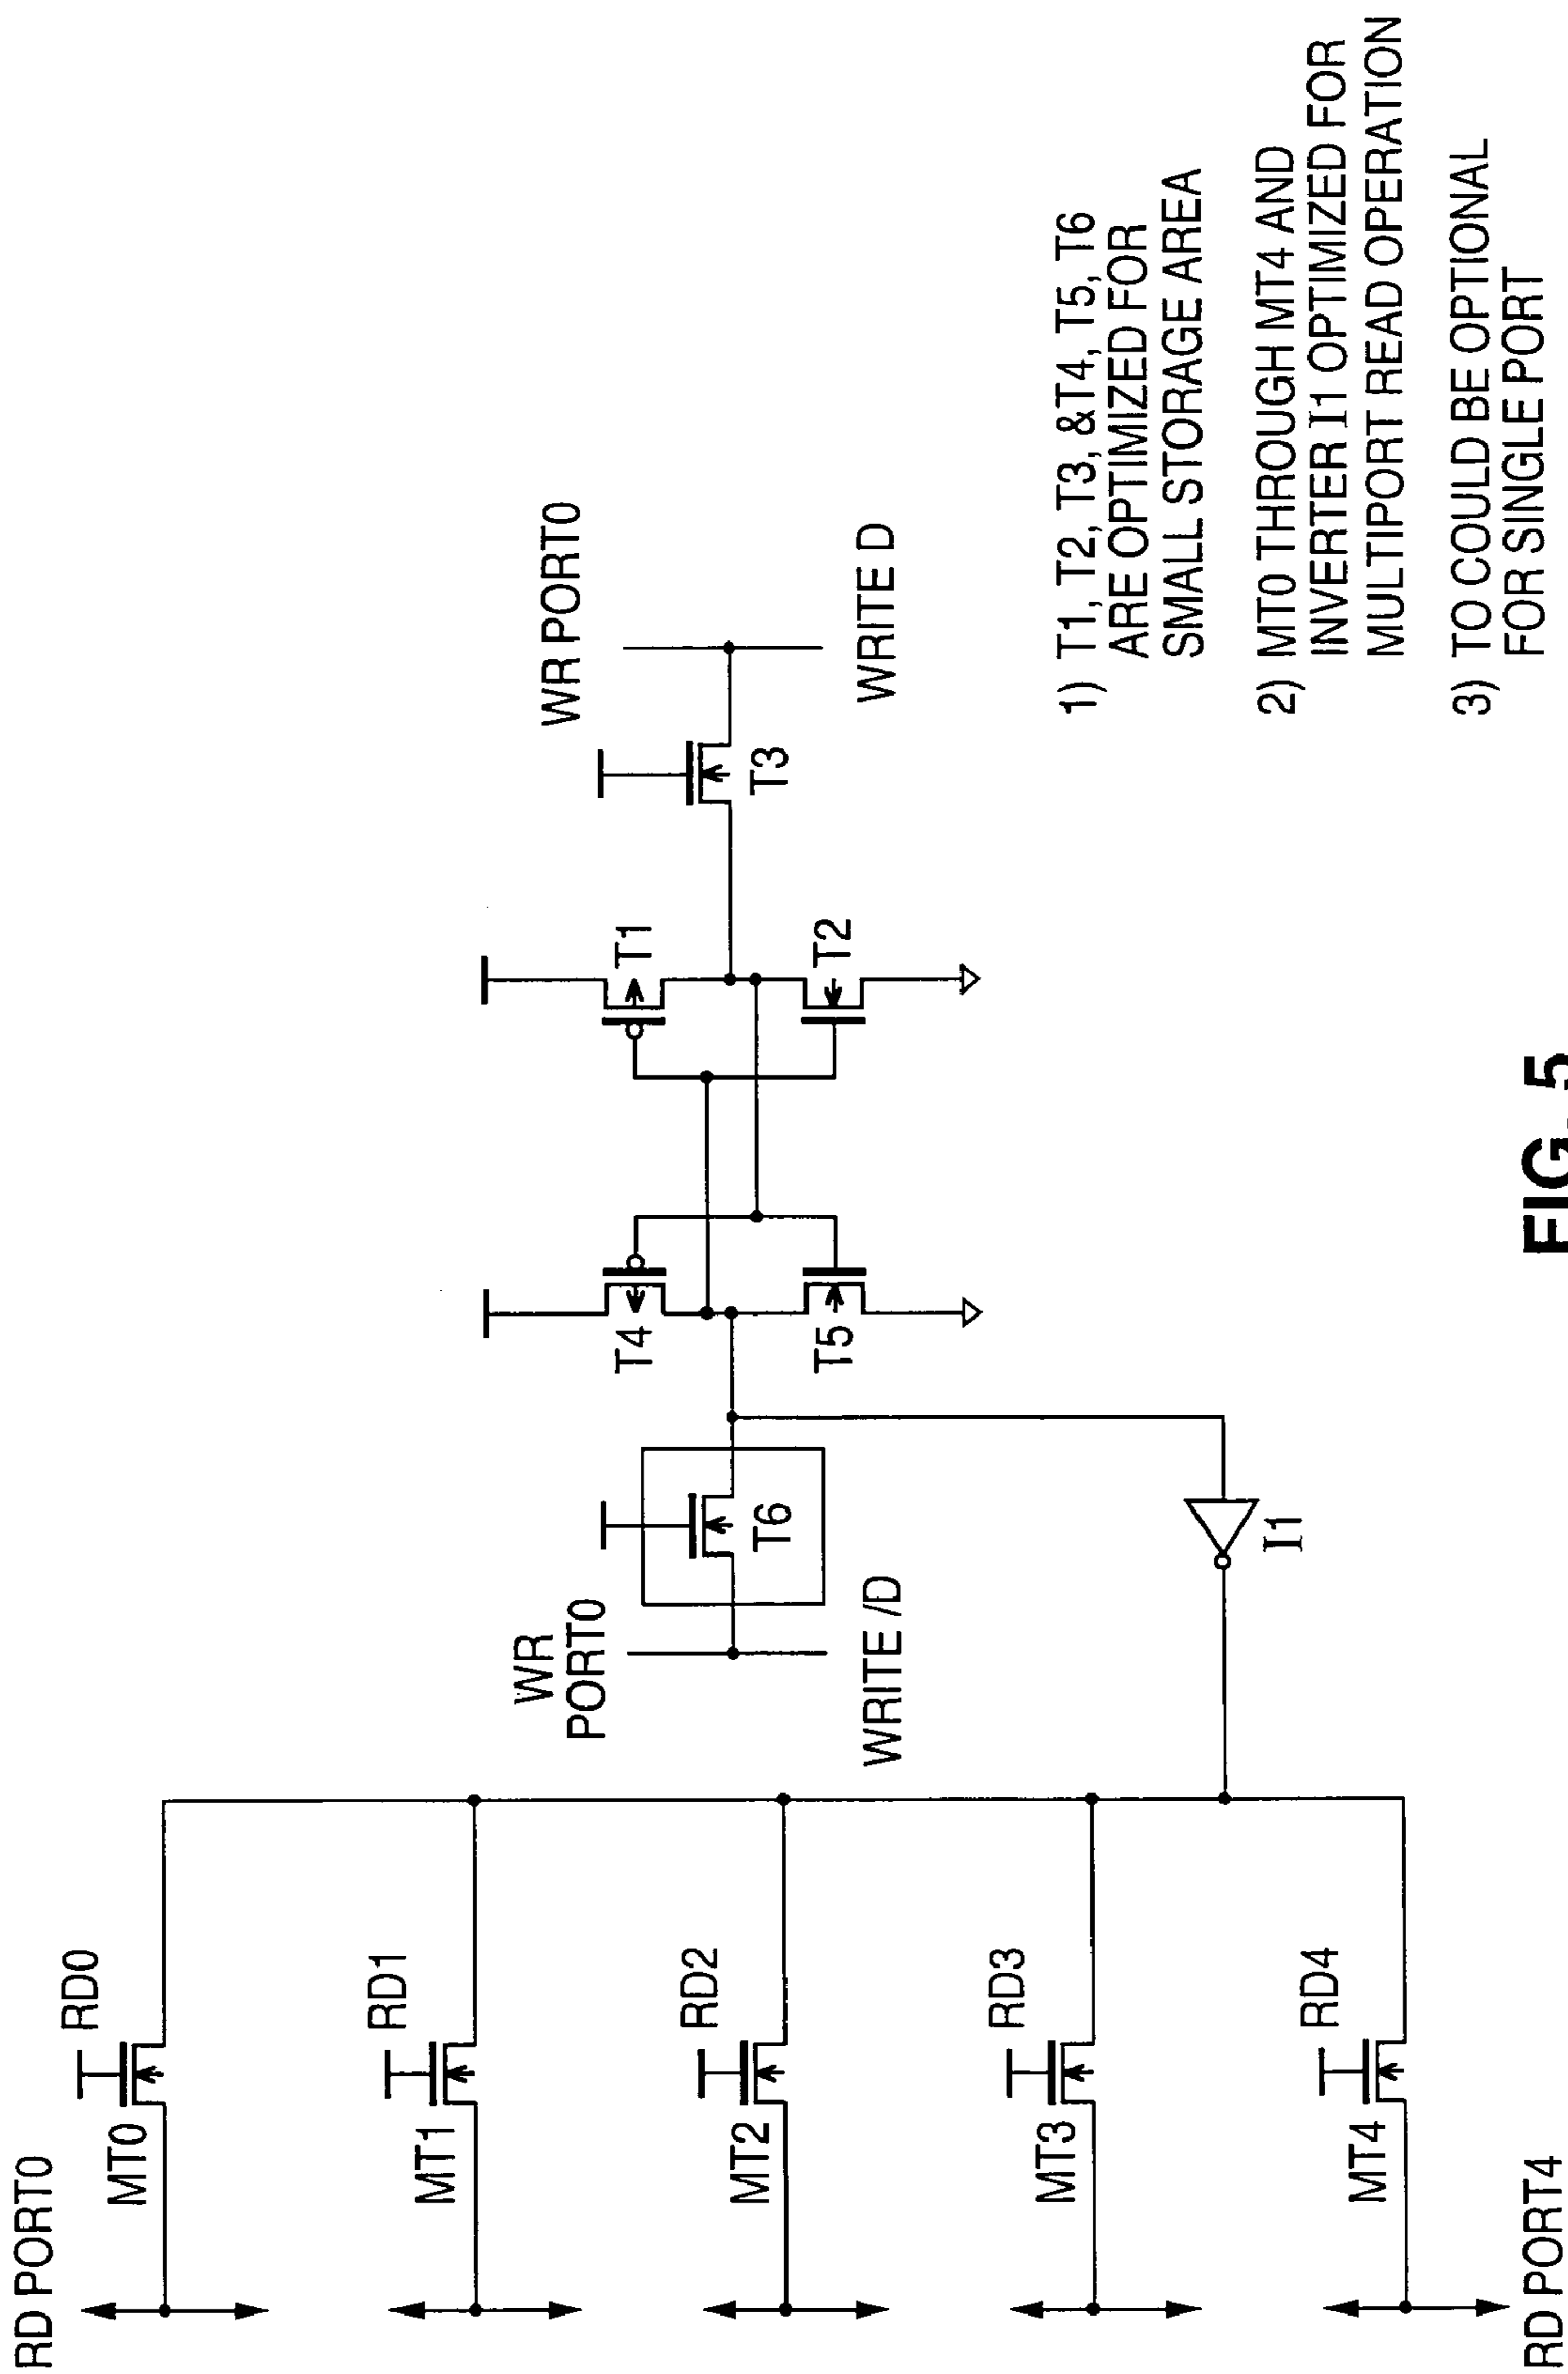 RD PORT0
RD0
MT0
RD1
MT1
RD2
MT2
RD3
MT3
RD4
MT4
RD PORT4
WR
PORT0
T6
WRITE /D
I1
T4
T5
T1
T2
WR PORT0
T3
WRITE D
1) T1, T2, T3, &T4, T5, T6
ARE OPTIMIZED FOR
SMALL STORAGE AREA
2) MT0 THROUGH MT4 AND
INVERTER I1 OPTIMIZED FOR
MULTIPORT READ OPERATION
3) TO COULD BE OPTIONAL
FOR SINGLE PORT
FIG. 5